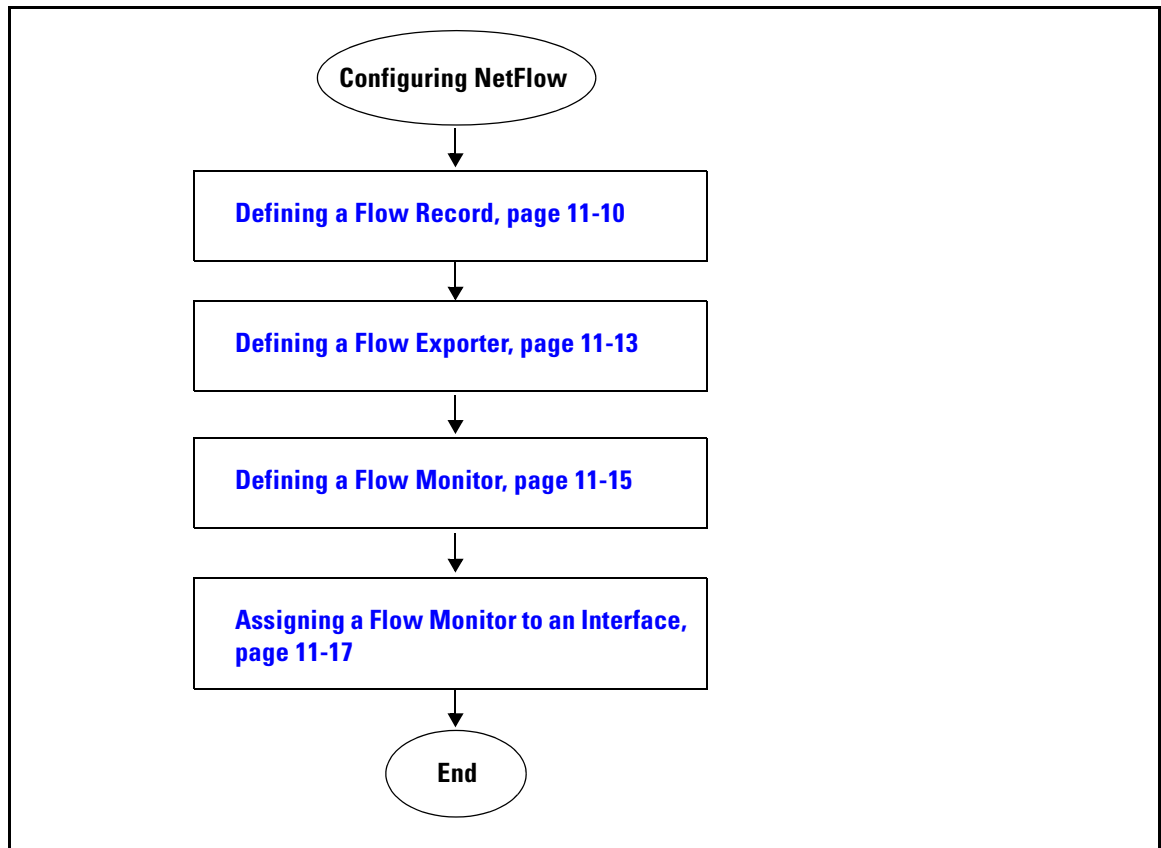 Configuring NetFlow
Defining a Flow Record, page 11-10
Defining a Flow Exporter, page 11-13
Defining a Flow Monitor, page 11-15
Assigning a Flow Monitor to an Interface,
page 11-17
End